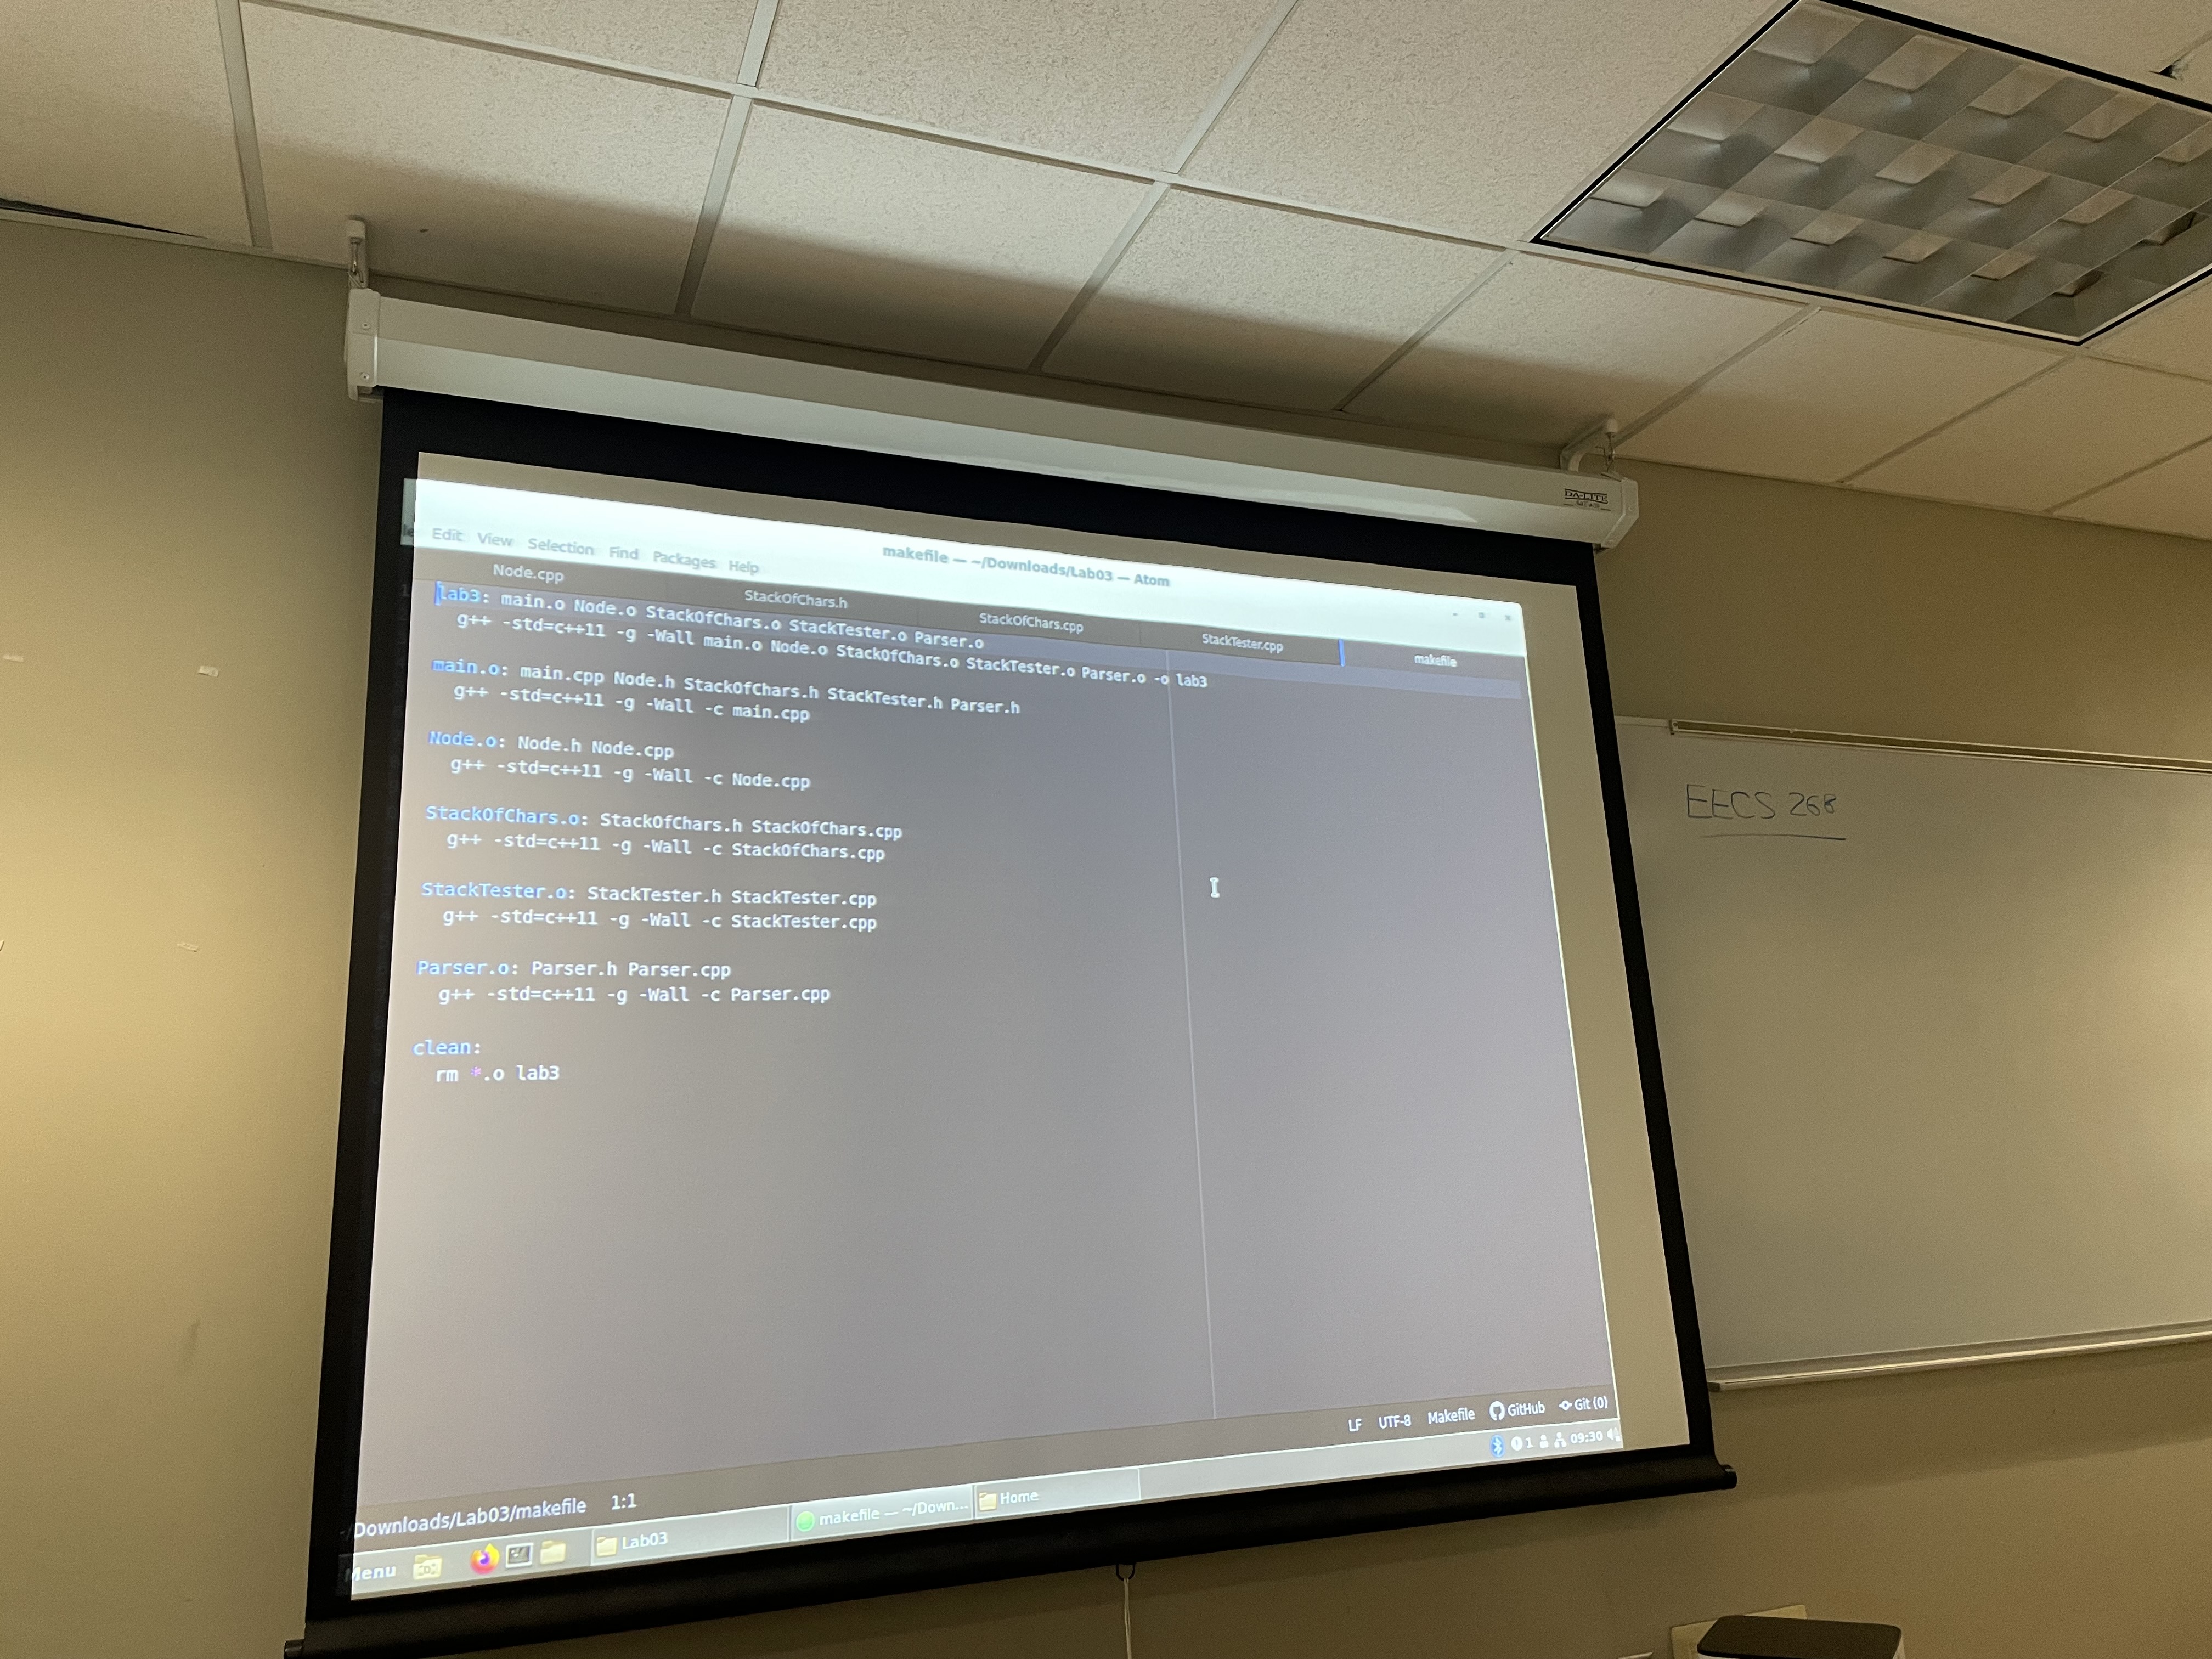 DA-LITE
Edit View Selection Find Packages Help
makefile — ~/Downloads/Lab03 — Atom
Node.cpp StackOfChars.h StackOfChars.cpp StackTester.cpp makefile
lab3: main.o Node.o StackOfChars.o StackTester.o Parser.o
g++ -std=c++11 -g -Wall main.o Node.o StackOfChars.o StackTester.o Parser.o -o lab3
main.o: main.cpp Node.h StackOfChars.h StackTester.h Parser.h
g++ -std=c++11 -g -Wall -c main.cpp
Node.o: Node.h Node.cpp
g++ -std=c++11 -g -Wall -c Node.cpp
StackOfChars.o: StackOfChars.h StackOfChars.cpp
g++ -std=c++11 -g -Wall -c StackOfChars.cpp
StackTester.o: StackTester.h StackTester.cpp
g++ -std=c++11 -g -Wall -c StackTester.cpp
Parser.o: Parser.h Parser.cpp
g++ -std=c++11 -g -Wall -c Parser.cpp
clean:
rm *.o lab3
LF UTF-8 Makefile GitHub Git (0)
1 09:30
/Downloads/Lab03/makefile 1:1
Menu Lab03 makefile — ~/Down... Home
EECS 268